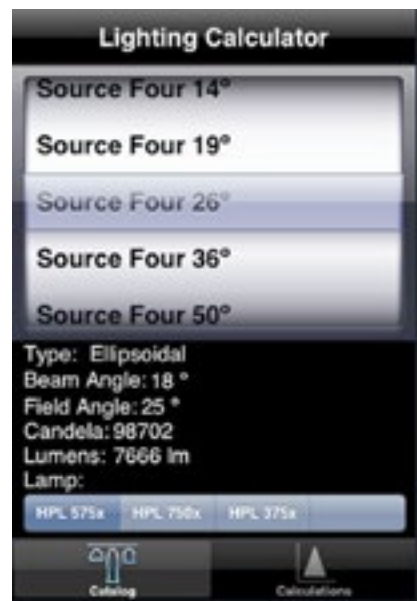 Lighting Calculator
Source Four 14°
Source Four 19°
Source Four 26°
Source Four 36°
Source Four 50°
Type: Ellipsoidal
Beam Angle: 18 °
Field Angle: 25 °
Candela: 98702
Lumens: 7666 lm
Lamp:
HPL 575x HPL 750x HPL 375x
Catalog Calculations